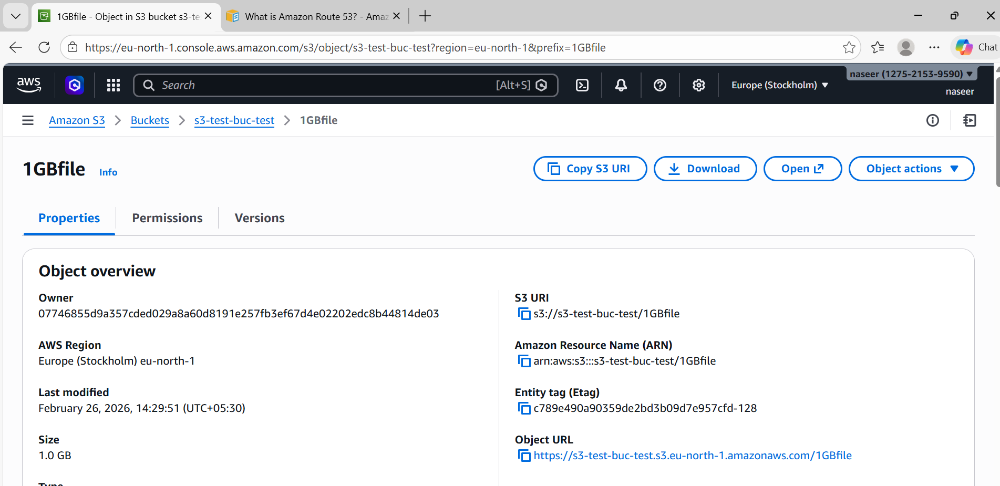 1GBfile - Object in S3 bucket s3-te
What is Amazon Route 53? - Amaz
https://eu-north-1.console.aws.amazon.com/s3/object/s3-test-buc-test?region=eu-north-1&prefix=1GBfile
Chat
aws
Search
[Alt+S]
Europe (Stockholm)
naseer (1275-2153-9590)
naseer
Amazon S3
Buckets
s3-test-buc-test
1GBfile
1GBfile
Info
Copy S3 URI
Download
Open
Object actions
Properties
Permissions
Versions
Object overview
Owner
07746855d9a357cded029a8a60d8191e257fb3ef67d4e02202edc8b44814de03
AWS Region
Europe (Stockholm) eu-north-1
Last modified
February 26, 2026, 14:29:51 (UTC+05:30)
Size
1.0 GB
Type
S3 URI
s3://s3-test-buc-test/1GBfile
Amazon Resource Name (ARN)
arn:aws:s3:::s3-test-buc-test/1GBfile
Entity tag (Etag)
c789e490a90359de2bd3b09d7e957cfd-128
Object URL
https://s3-test-buc-test.s3.eu-north-1.amazonaws.com/1GBfile